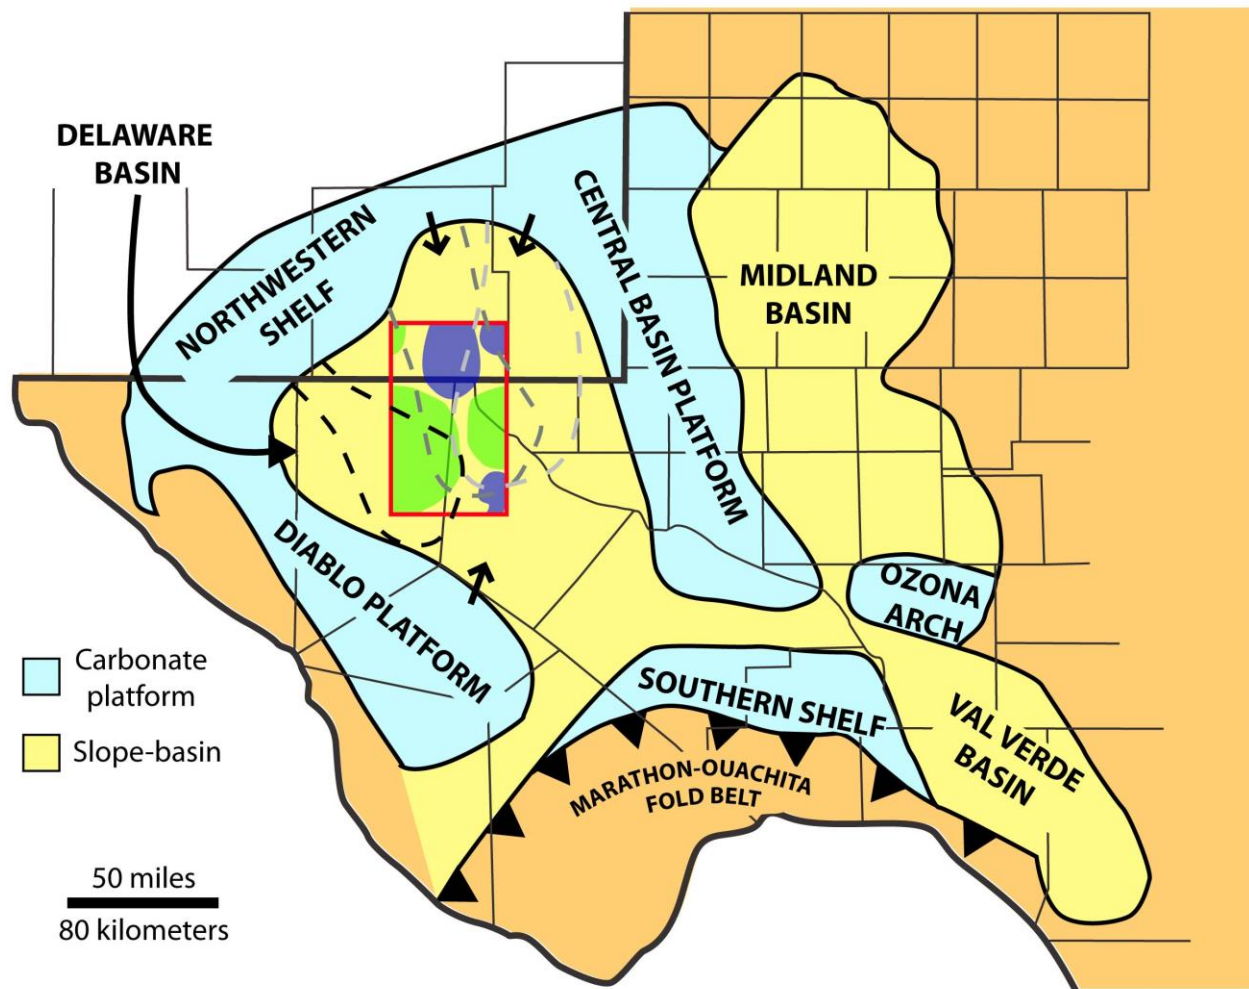 DELAWARE
BASIN
NORTHWESTERN
SHELF
CENTRAL BASIN PLATFORM
MIDLAND
BASIN
DIABLO PLATFORM
OZONA
ARCH
SOUTHERN SHELF
VAL VERDE
BASIN
MARATHON-OUACHITA
FOLD BELT
Carbonate
platform
Slope-basin
50 miles
80 kilometers